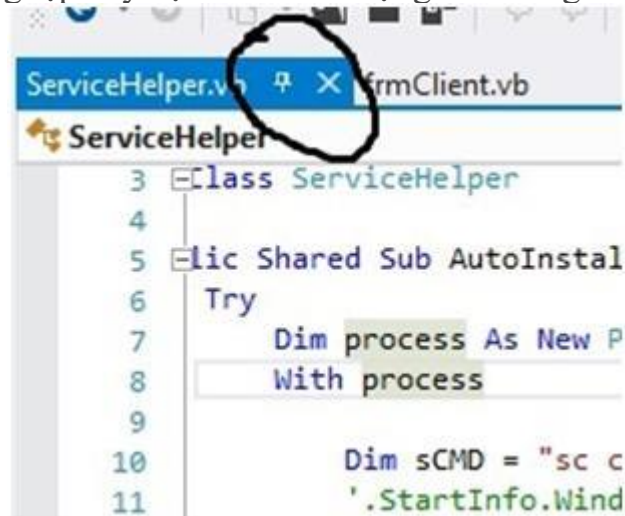 ServiceHelper.vb frmClient.vb
ServiceHelper
3 Class ServiceHelper
4
5 lic Shared Sub AutoInstal
6 Try
7 Dim process As New P
8 With process
9
10 Dim sCMD = "sc c
11 '.StartInfo.Wind